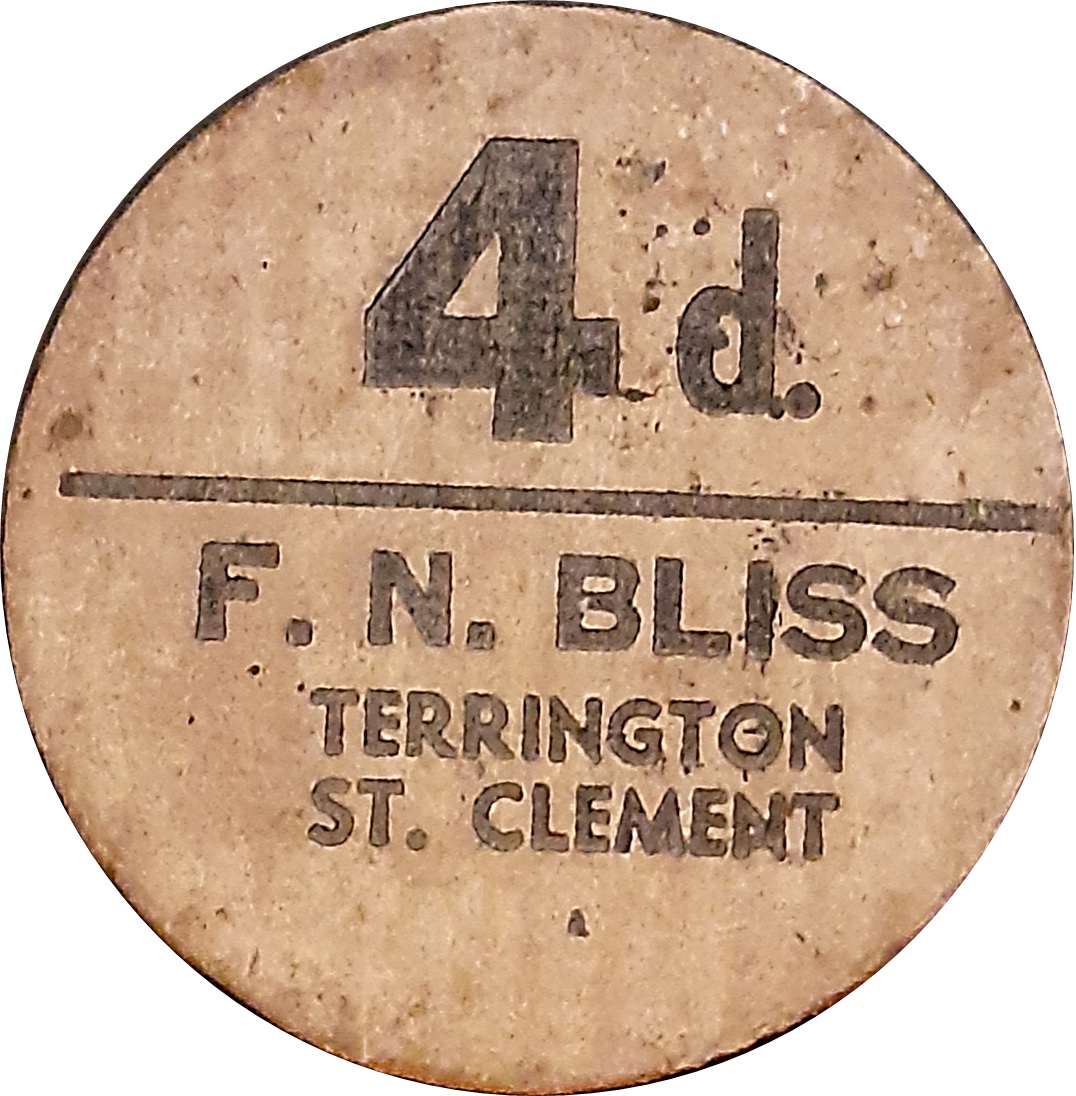 4d.
F. N. BLISS
TERRINGTON
ST. CLEMENT